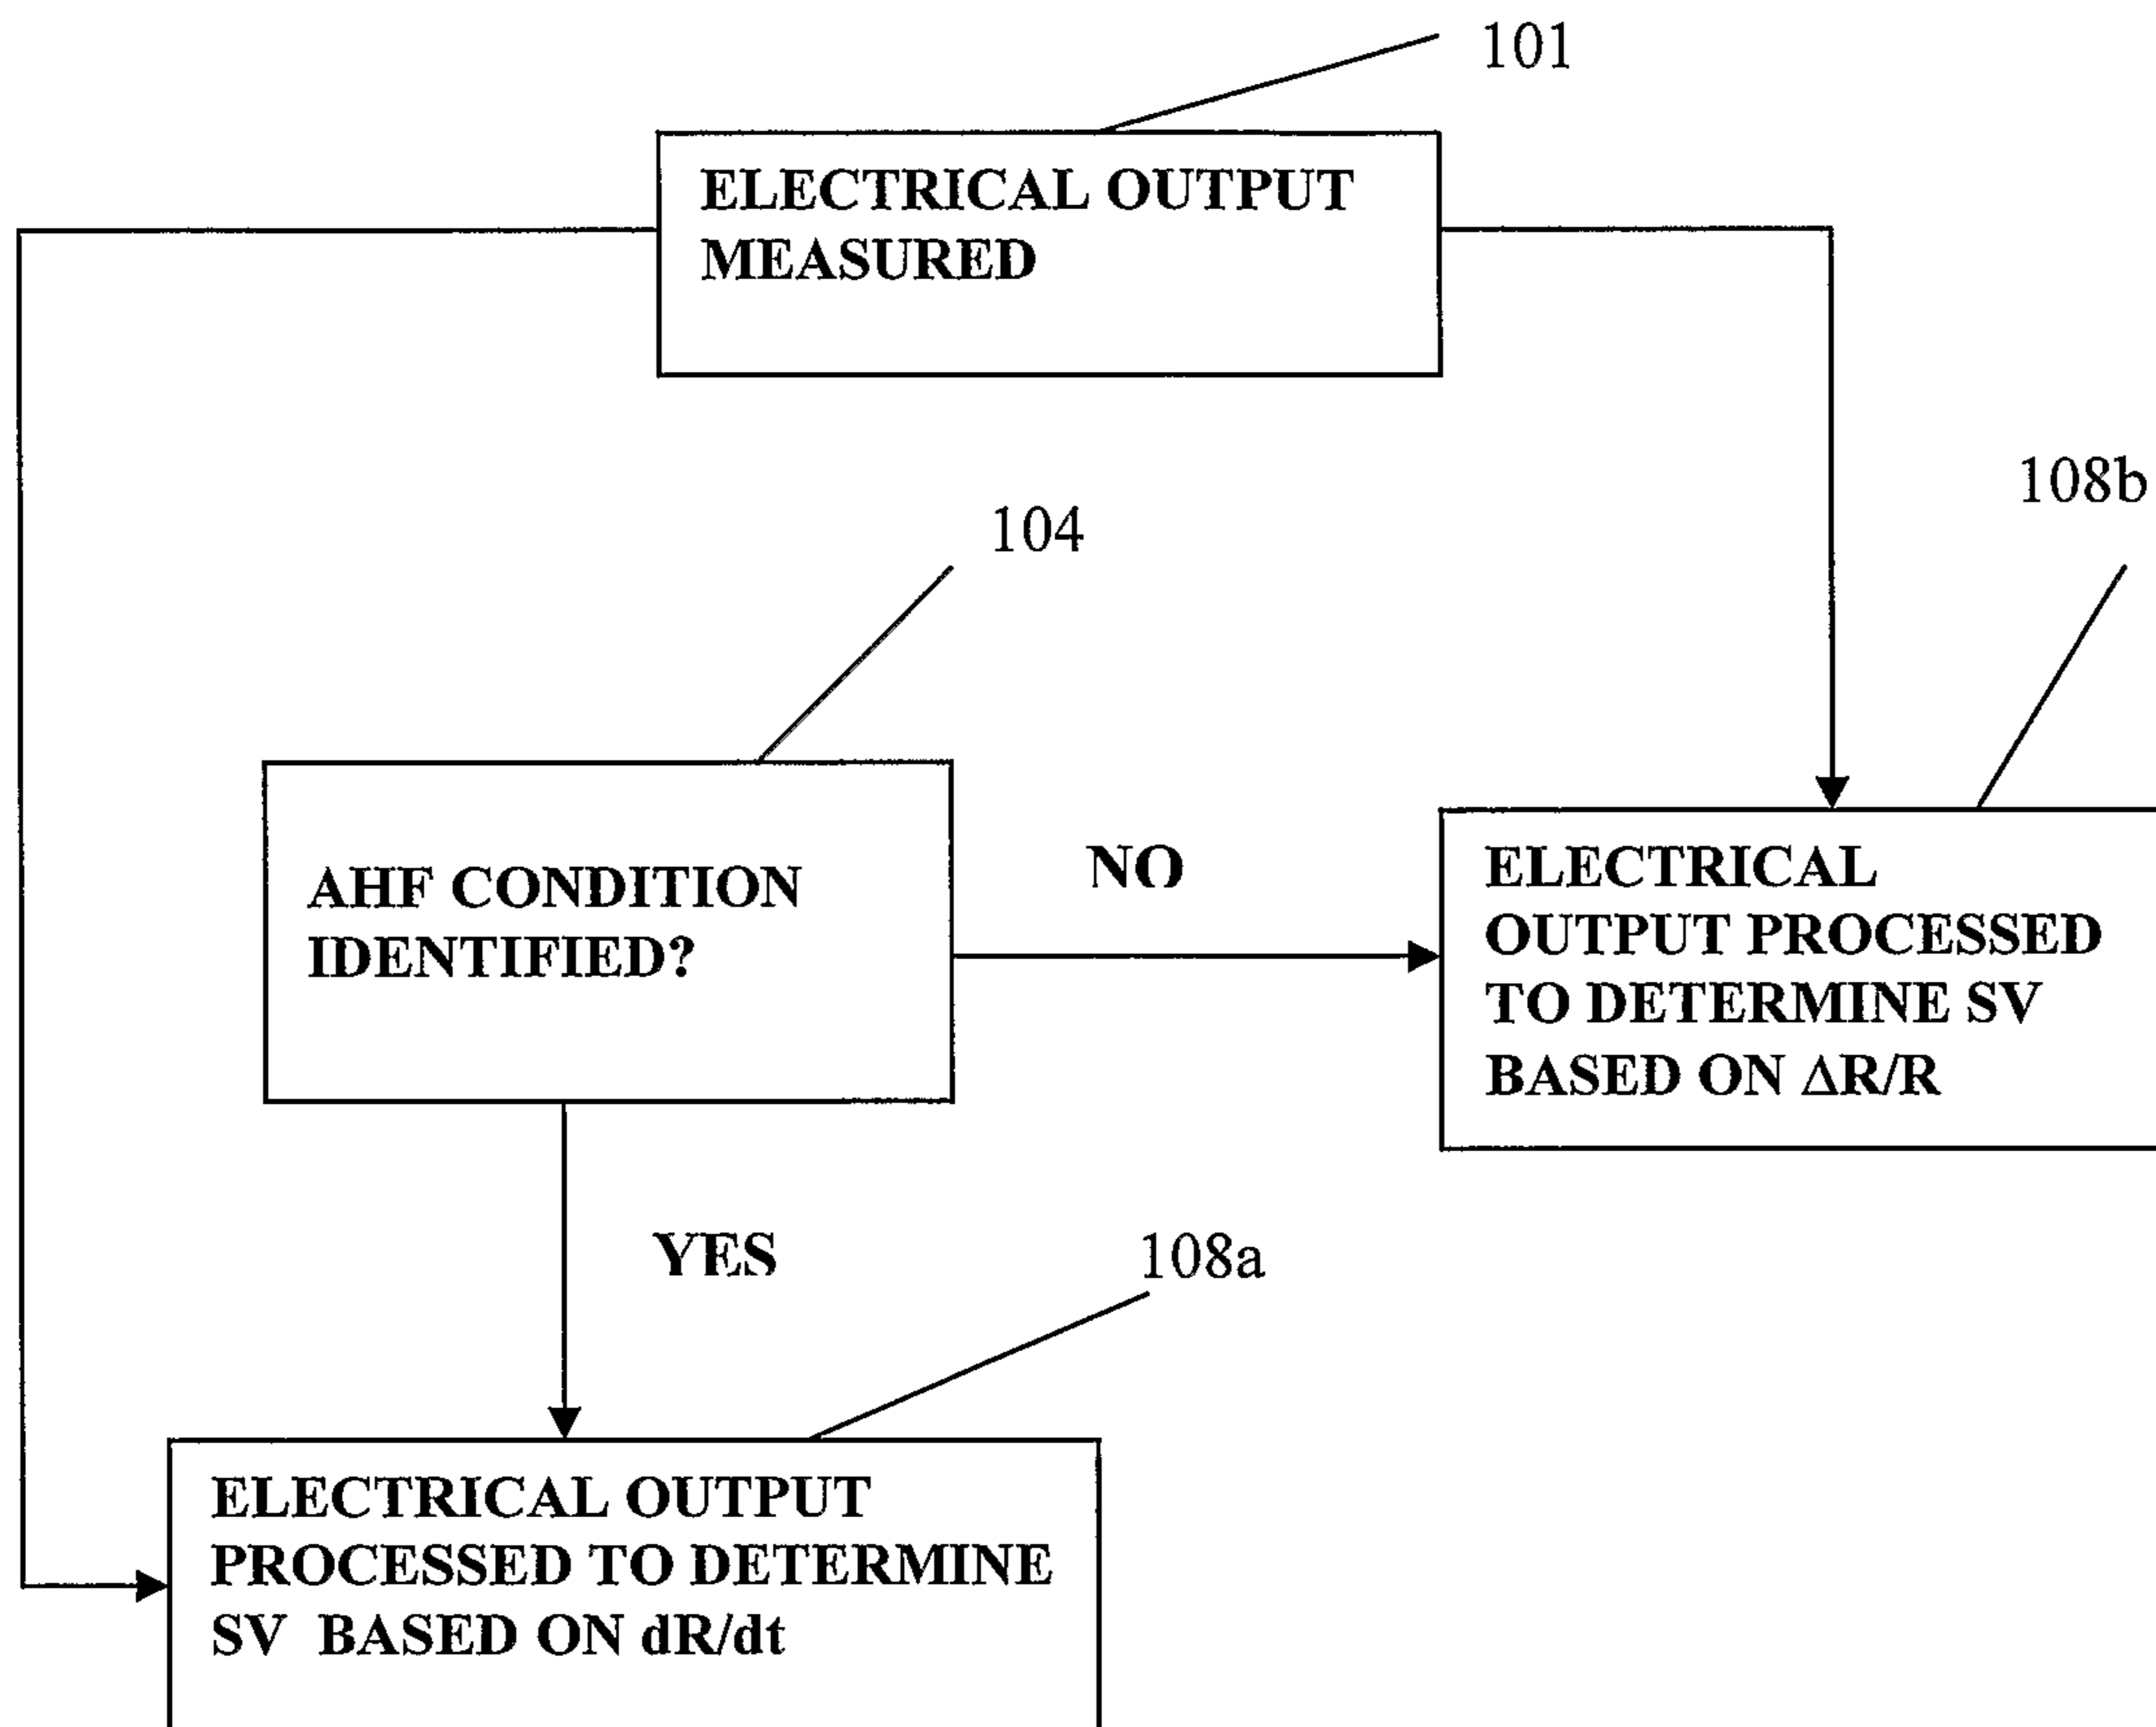 101
ELECTRICAL OUTPUT
MEASURED
108b
104
AHF CONDITION
IDENTIFIED?
NO
ELECTRICAL
OUTPUT PROCESSED
TO DETERMINE SV
BASED ON ΔR/R
YES
108a
ELECTRICAL OUTPUT
PROCESSED TO DETERMINE
SV BASED ON dR/dt